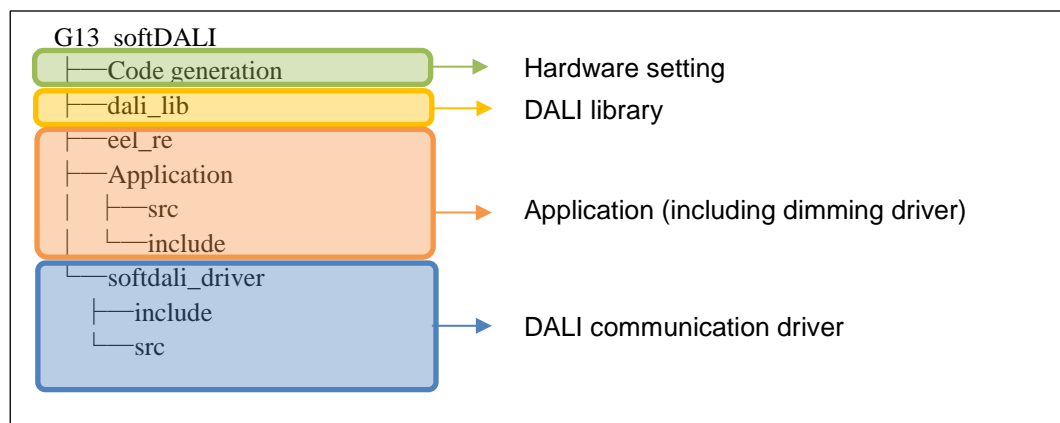 G13_softDALI
├──Code generation
Hardware setting
├──dali_lib
DALI library
├──eel_re
├──Application
│ ├──src
Application (including dimming driver)
│ └──include
└──softdali_driver
├──include
DALI communication driver
└──src